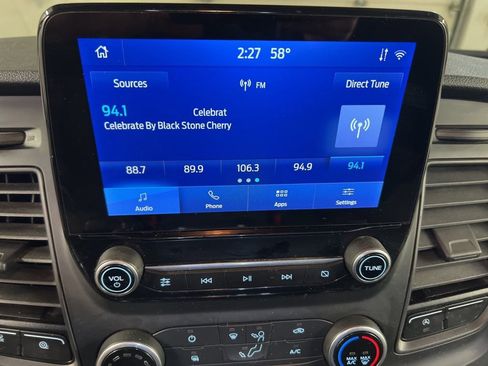 2:27 58°
Sources
FM
Direct Tune
94.1 Celebrat
Celebrate By Black Stone Cherry
88.7 89.9 106.3 94.9 94.1
Audio Phone Apps Settings
VOL
TUNE
MAX
A/C
A/C
MAX